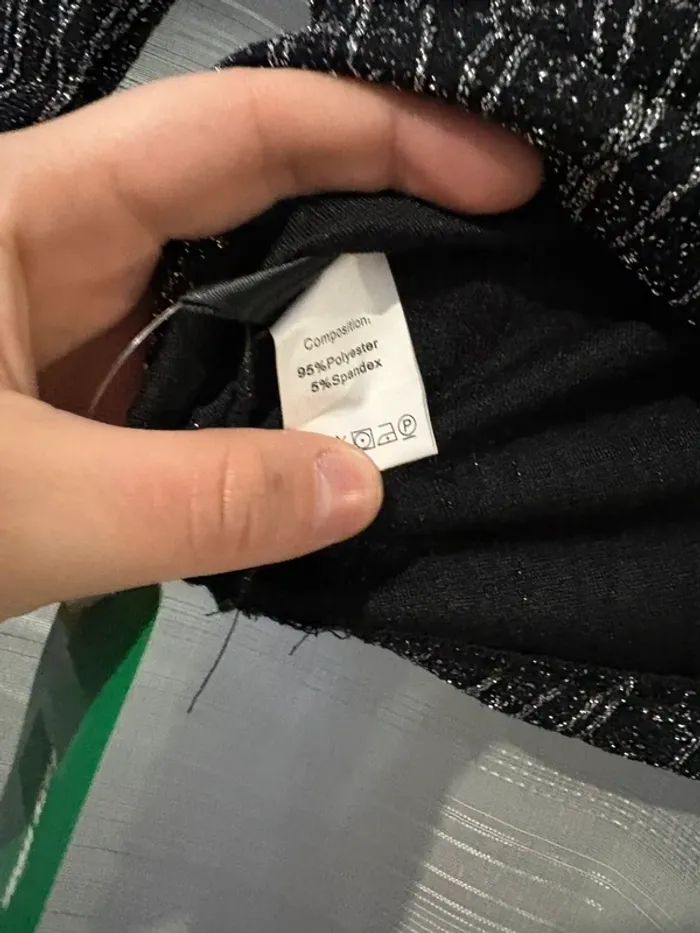 Composition:
95%Polyester
5%Spandex
P